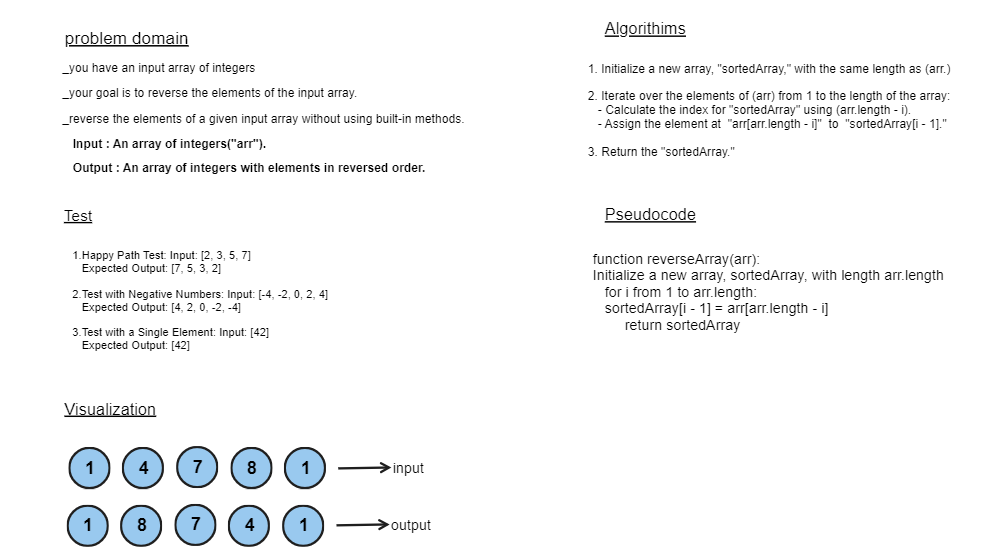 problem domain
_you have an input array of integers
_your goal is to reverse the elements of the input array.
_reverse the elements of a given input array without using built-in methods.
Input : An array of integers("arr").
Output : An array of integers with elements in reversed order.
Test
1.Happy Path Test: Input: [2, 3, 5, 7]
Expected Output: [7, 5, 3, 2]
2.Test with Negative Numbers: Input: [-4, -2, 0, 2, 4]
Expected Output: [4, 2, 0, -2, -4]
3.Test with a Single Element: Input: [42]
Expected Output: [42]
Visualization
1 4 7 8 1 input
1 8 7 4 1 output
Algorithims
1. Initialize a new array, "sortedArray," with the same length as (arr.)
2. Iterate over the elements of (arr) from 1 to the length of the array:
- Calculate the index for "sortedArray" using (arr.length - i).
- Assign the element at "arr[arr.length - i]" to "sortedArray[i - 1]."
3. Return the "sortedArray."
Pseudocode
function reverseArray(arr):
Initialize a new array, sortedArray, with length arr.length
for i from 1 to arr.length:
sortedArray[i - 1] = arr[arr.length - i]
return sortedArray